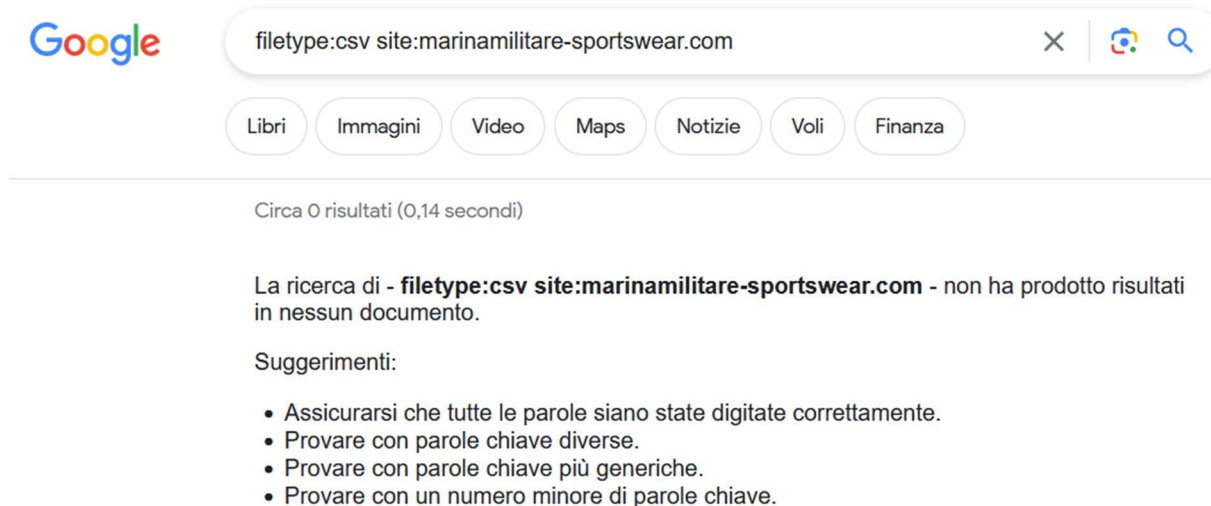 Google
filetype:csv site:marinamilitare-sportswear.com
Libri Immagini Video Maps Notizie Voli Finanza
Circa 0 risultati (0,14 secondi)
La ricerca di - filetype:csv site:marinamilitare-sportswear.com - non ha prodotto risultati
in nessun documento.
Suggerimenti:
• Assicurarsi che tutte le parole siano state digitate correttamente.
• Provare con parole chiave diverse.
• Provare con parole chiave più generiche.
• Provare con un numero minore di parole chiave.